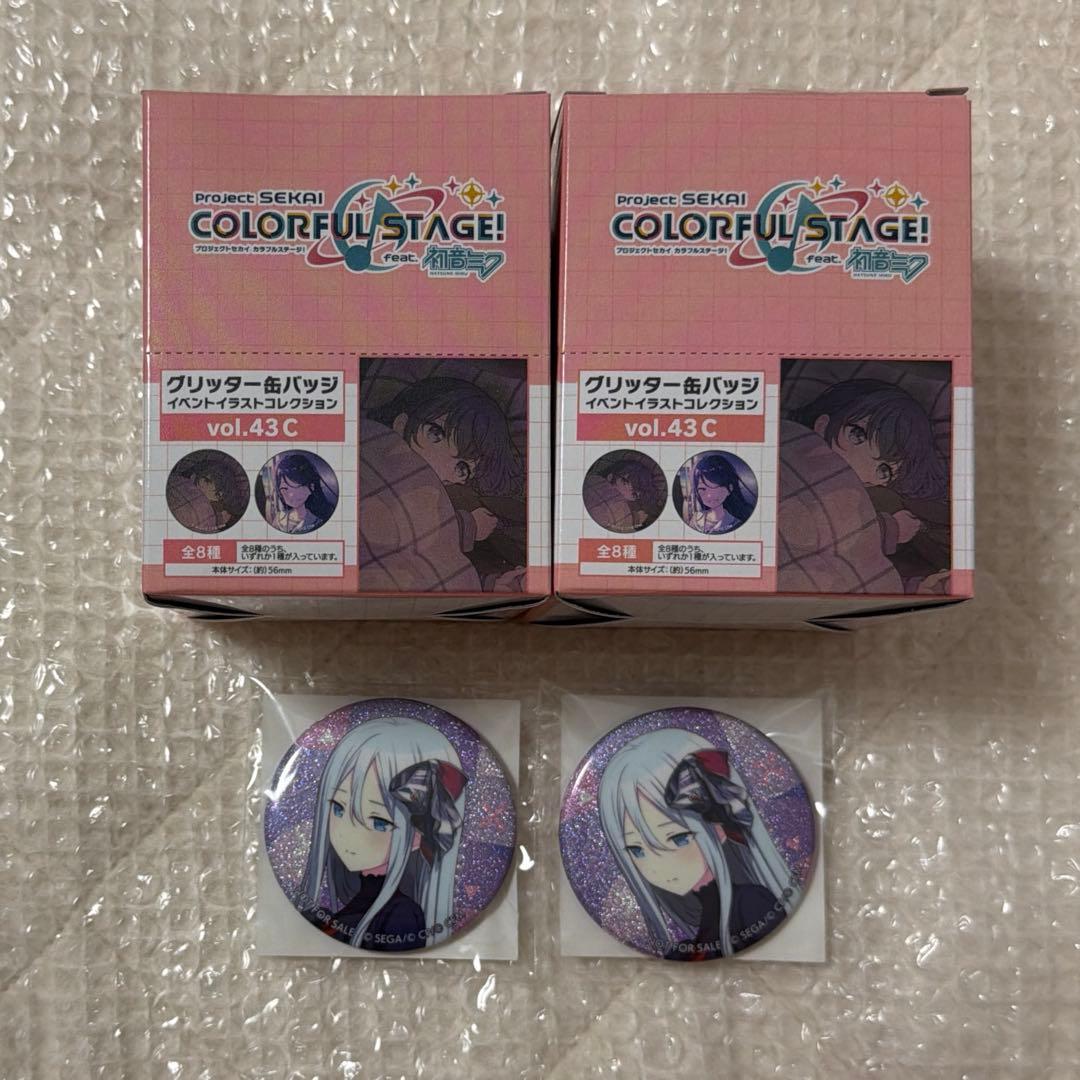 Project SEKAI
COLORFUL STAGE!
プロジェクトセカイ カラフルステージ!
feat. 初音ミク
HATSUNE MIKU
グリッター缶バッジ
イベントイラストコレクション
vol.43 C
全8種
全8種のうち、
いずれか1種が入っています。
本体サイズ:(約)56mm
Project SEKAI
COLORFUL STAGE!
プロジェクトセカイ カラフルステージ!
feat. 初音ミク
HATSUNE MIKU
グリッター缶バッジ
イベントイラストコレクション
vol.43 C
全8種
全8種のうち、
いずれか1種が入っています。
本体サイズ:(約)56mm
NOT FOR SALE © SEGA/©
NOT FOR SALE © SEGA/©